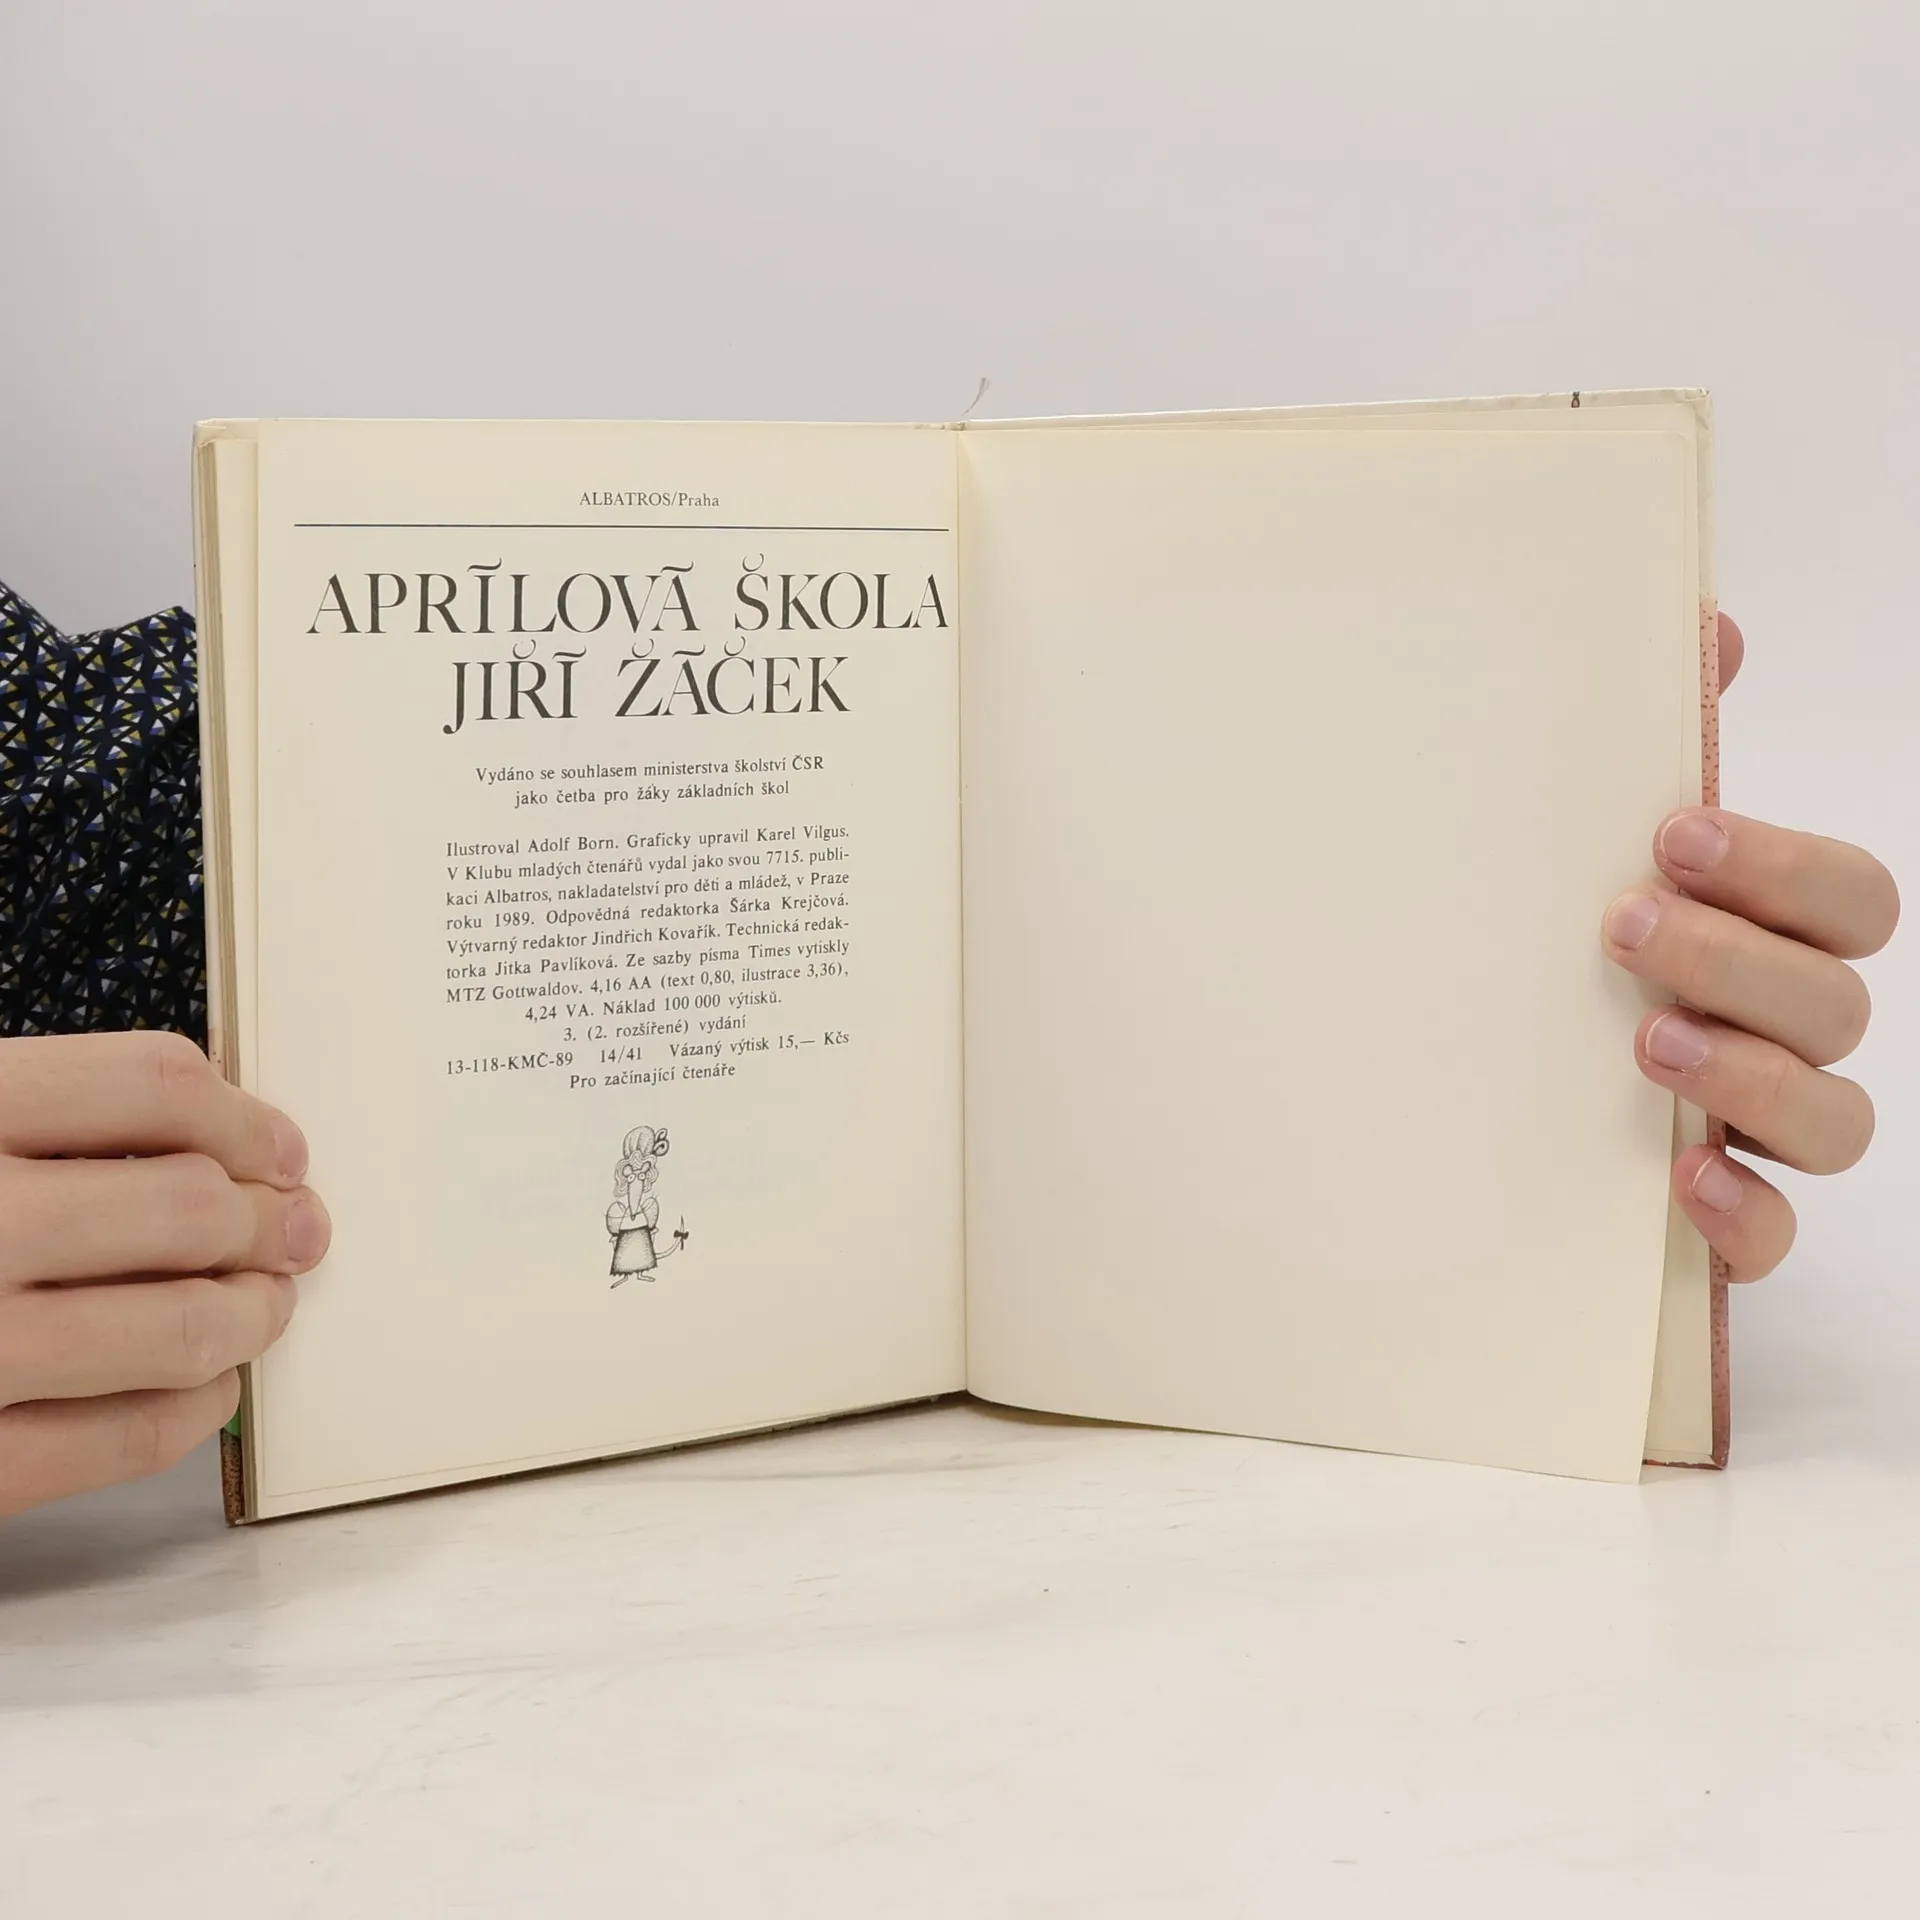 ALBATROS/Praha
APRÍLOVÁ ŠKOLA
JIŘÍ ŽÁČEK
Vydáno se souhlasem ministerstva školství ČSR
jako četba pro žáky základních škol
Ilustroval Adolf Born. Graficky upravil Karel Vilgus.
V Klubu mladých čtenářů vydal jako svou 7715. publi-
kaci Albatros, nakladatelství pro děti a mládež, v Praze
roku 1989. Odpovědná redaktorka Šárka Krejčová.
Výtvarný redaktor Jindřich Kovařík. Technická redak-
torka Jitka Pavlíková. Ze sazby písma Times vytiskly
MTZ Gottwaldov. 4,16 AA (text 0,80, ilustrace 3,36),
4,24 VA. Náklad 100 000 výtisků.
3. (2. rozšířené) vydání
13-118-KMČ-89 14/41 Vázaný výtisk 15,— Kčs
Pro začínající čtenáře